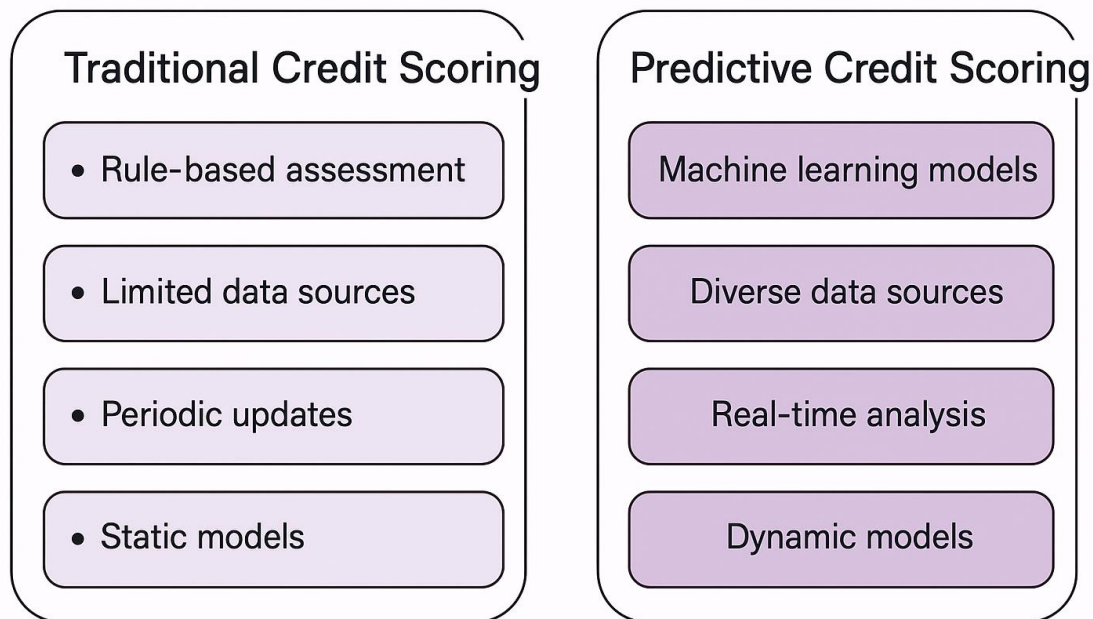 Traditional Credit Scoring
• Rule-based assessment
• Limited data sources
• Periodic updates
• Static models
Predictive Credit Scoring
Machine learning models
Diverse data sources
Real-time analysis
Dynamic models